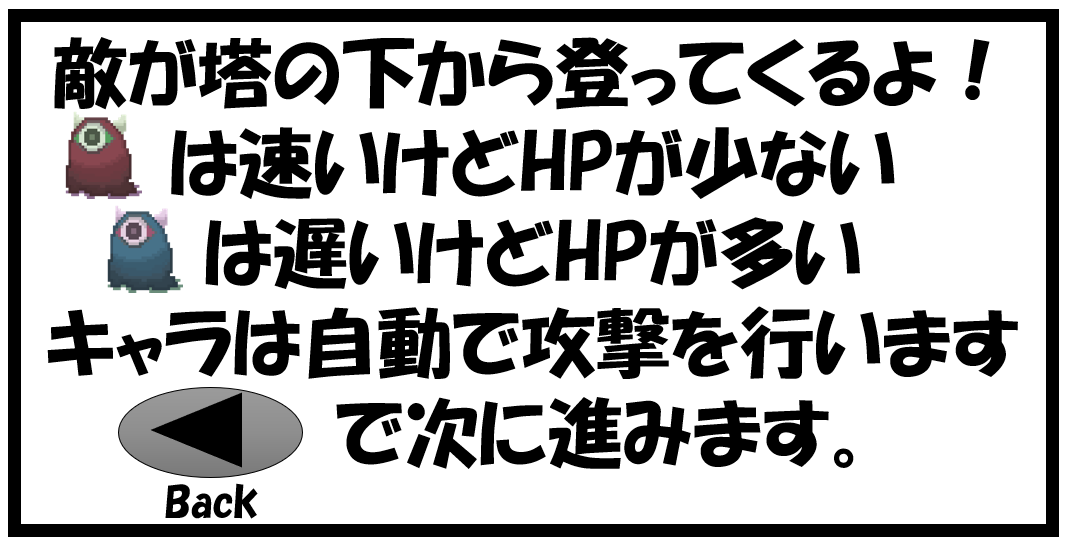 敵が塔の下から登ってくるよ！
は速いけどHPが少ない
は遅いけどHPが多い
キャラは自動で攻撃を行います
で次に進みます。
Back